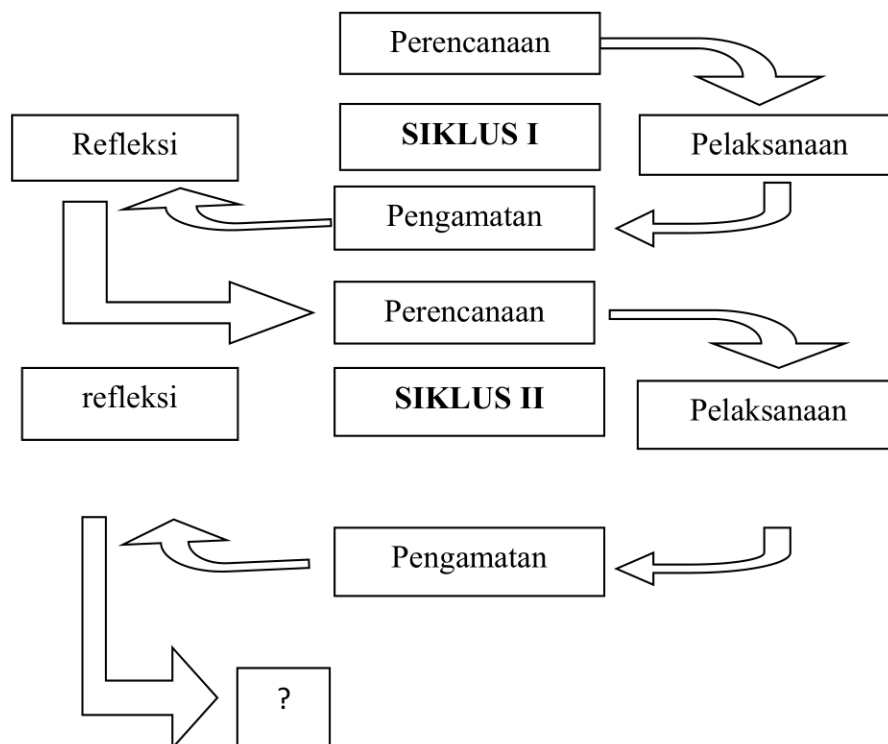 Perencanaan
Refleksi
SIKLUS I
Pelaksanaan
Pengamatan
Perencanaan
refleksi
SIKLUS II
Pelaksanaan
Pengamatan
?